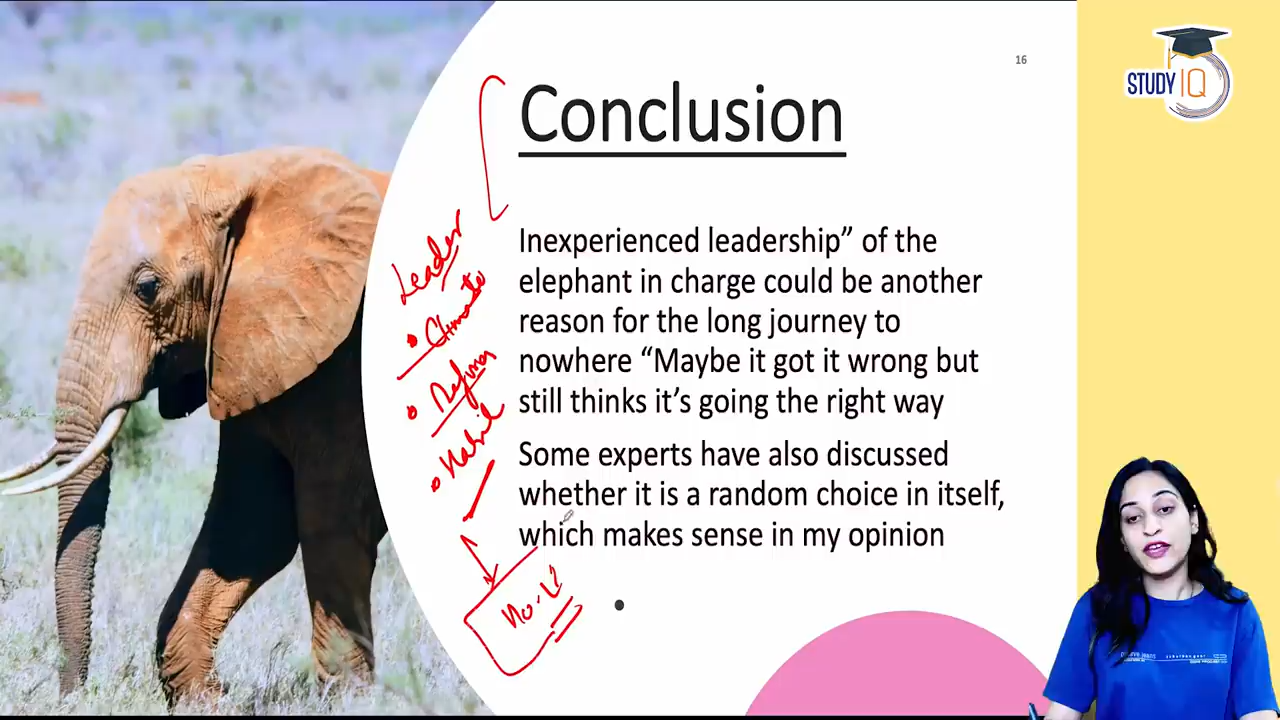 16
STUDY IQ
Conclusion
Inexperienced leadership” of the
elephant in charge could be another
reason for the long journey to
nowhere “Maybe it got it wrong but
still thinks it’s going the right way
Some experts have also discussed
whether it is a random choice in itself,
which makes sense in my opinion
Leader
• Climate